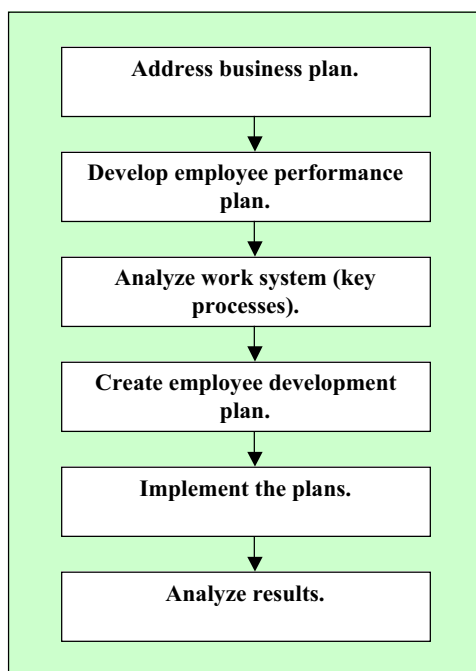 Address business plan.
Develop employee performance
plan.
Analyze work system (key
processes).
Create employee development
plan.
Implement the plans.
Analyze results.